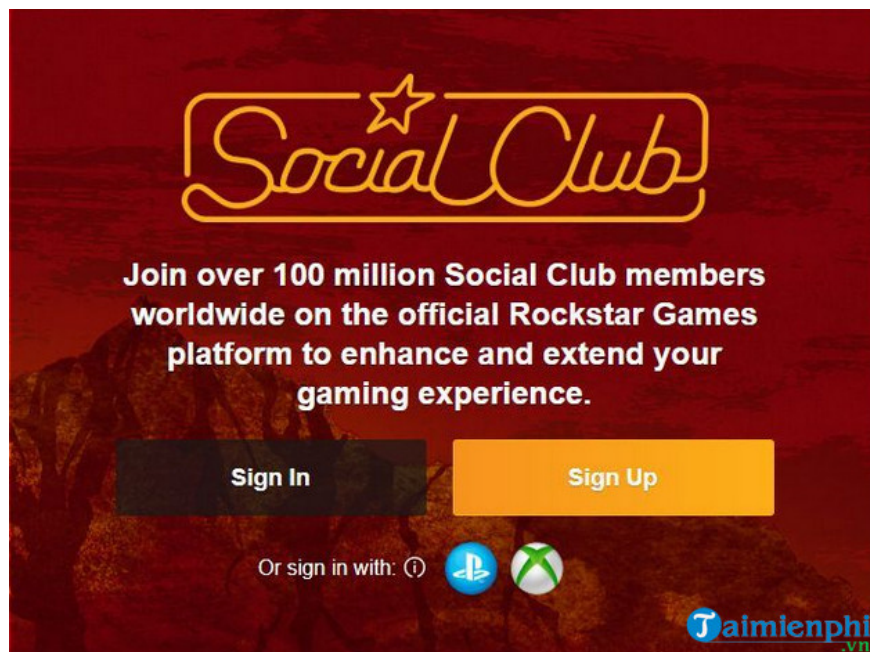 Social Club
Join over 100 million Social Club members
worldwide on the official Rockstar Games
platform to enhance and extend your
gaming experience.
Sign In
Sign Up
Or sign in with:
Taimienphi
.vn